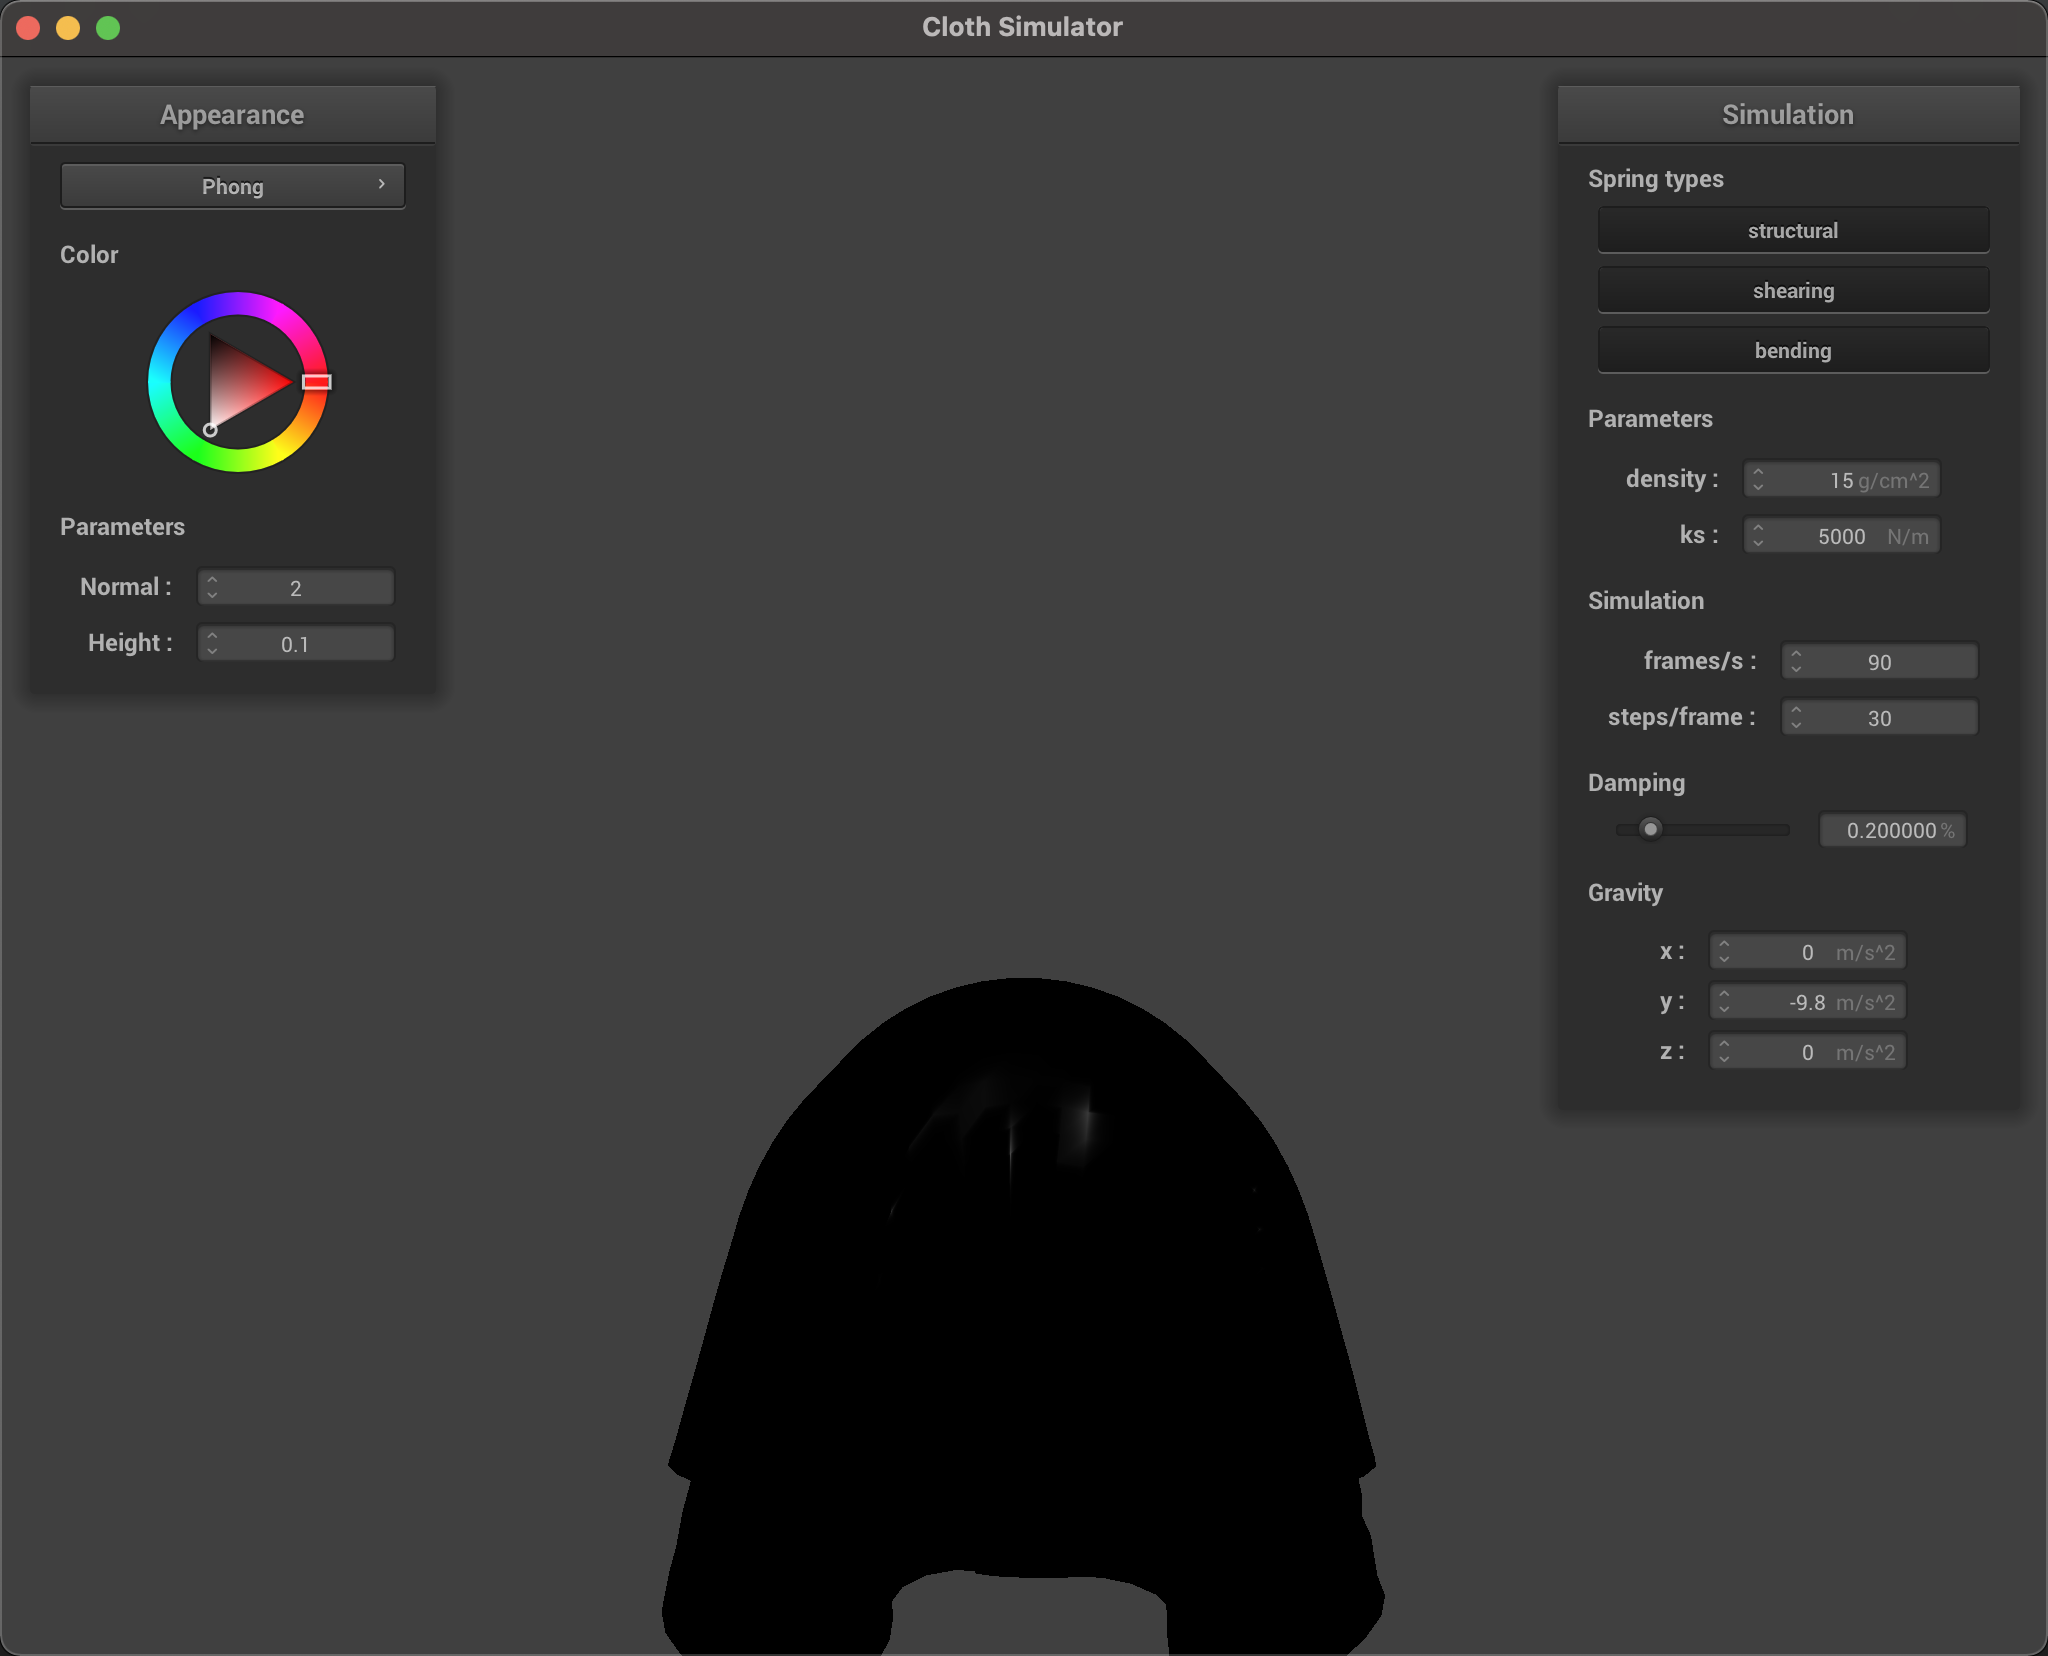 Cloth Simulator
Appearance
Phong
Color
Parameters
Normal : 2
Height : 0.1
Simulation
Spring types
structural
shearing
bending
Parameters
density : 15 g/cm^2
ks : 5000 N/m
Simulation
frames/s : 90
steps/frame : 30
Damping
0.200000 %
Gravity
x : 0 m/s^2
y : -9.8 m/s^2
z : 0 m/s^2